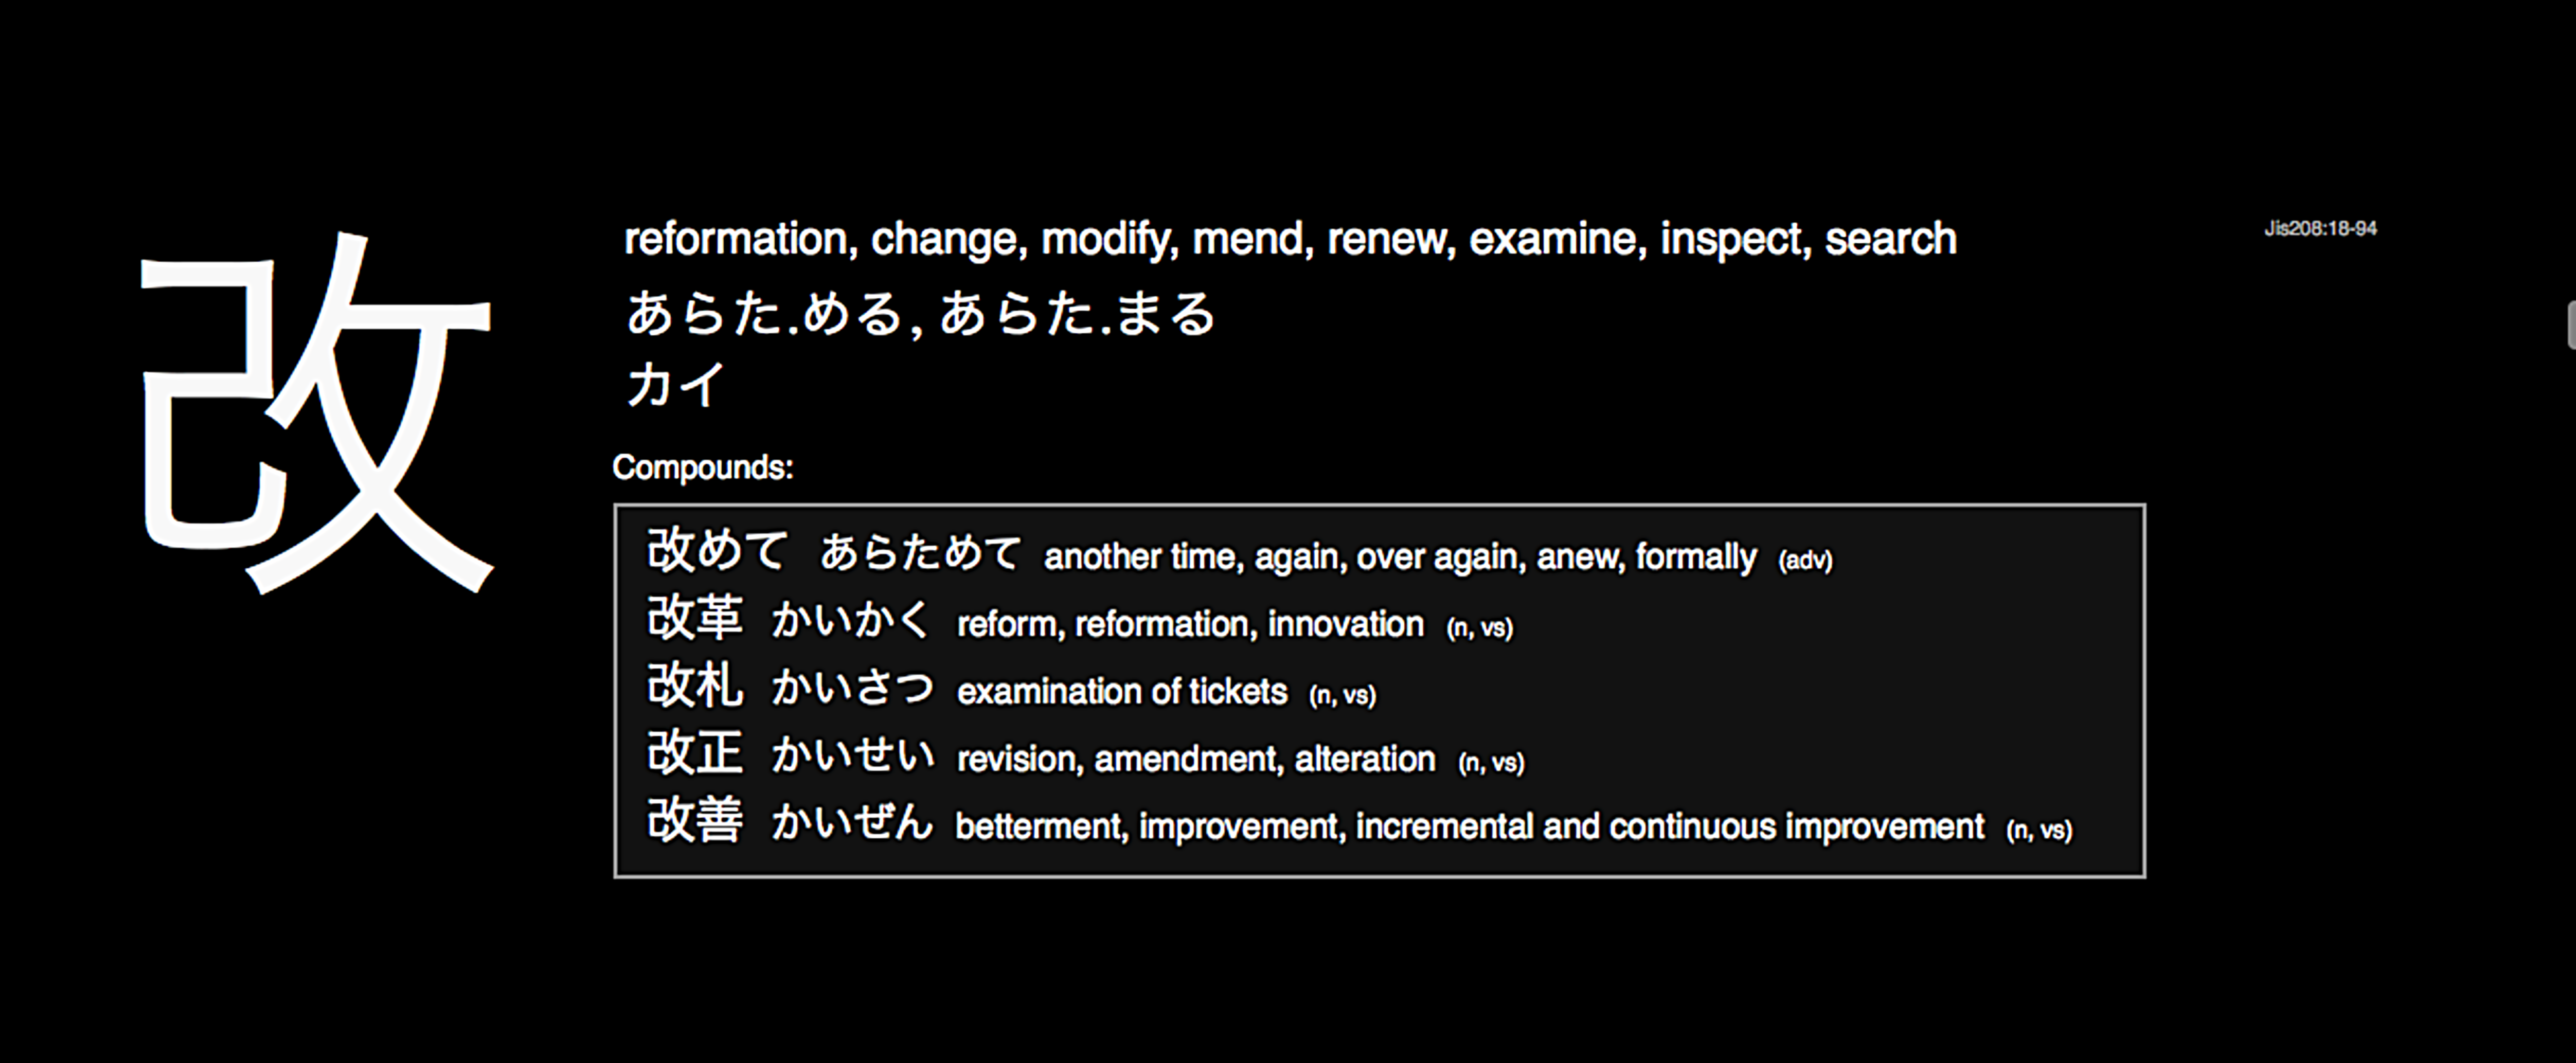 改
reformation, change, modify, mend, renew, examine, inspect, search
Jis208:18-94
あらた.める, あらた.まる
カイ
Compounds:
改めて あらためて another time, again, over again, anew, formally (adv)
改革 かいかく reform, reformation, innovation (n, vs)
改札 かいさつ examination of tickets (n, vs)
改正 かいせい revision, amendment, alteration (n, vs)
改善 かいぜん betterment, improvement, incremental and continuous improvement (n, vs)